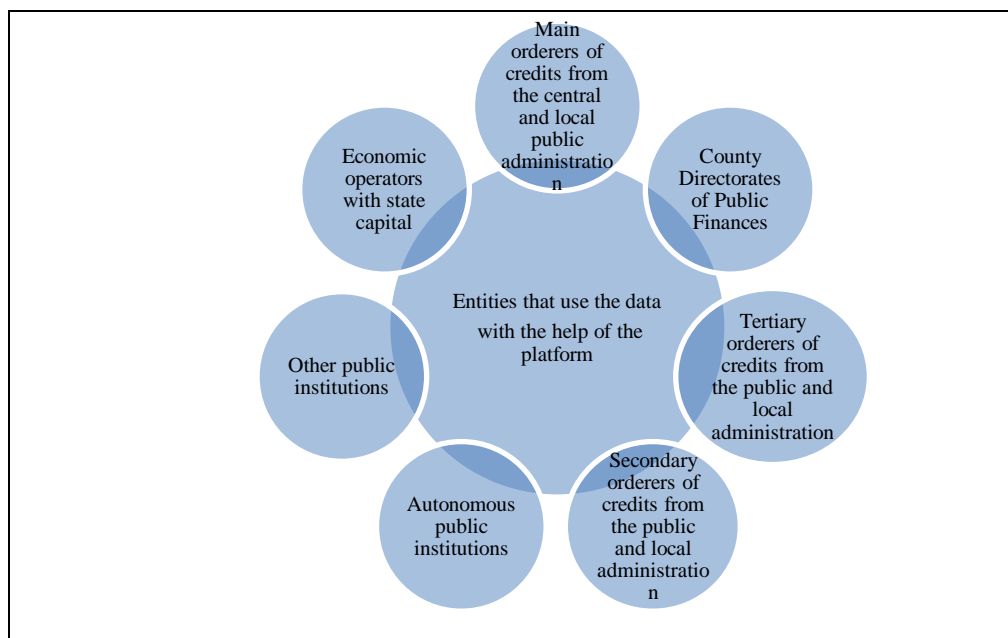 Main
orderers of
credits from
the central
and local
public
administratio
n
County
Directorates
of Public
Finances
Tertiary
orderers of
credits from
the public and
local
administration
Secondary
orderers of
credits from
the public
and local
administratio
n
Autonomous
public
institutions
Other public
institutions
Economic
operators
with state
capital
Entities that use the data
with the help of the
platform